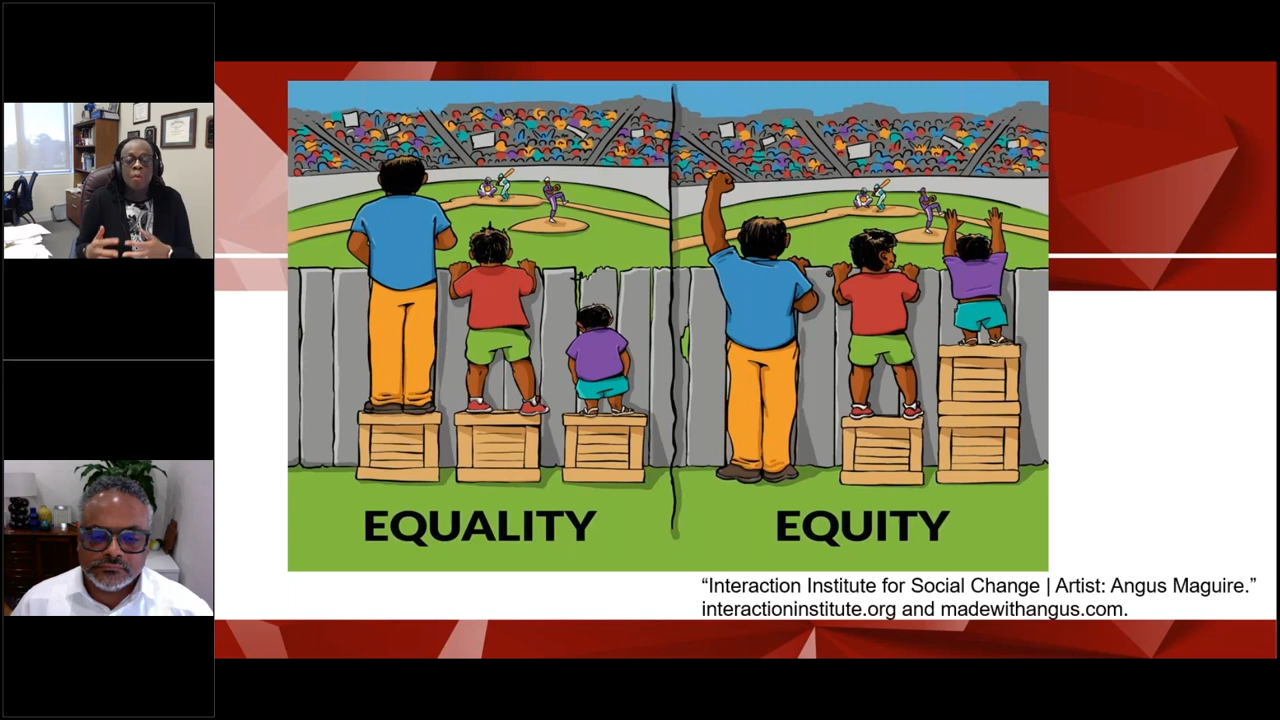 EQUALITY
EQUITY
“Interaction Institute for Social Change | Artist: Angus Maguire.”
interactioninstitute.org and madewithangus.com.